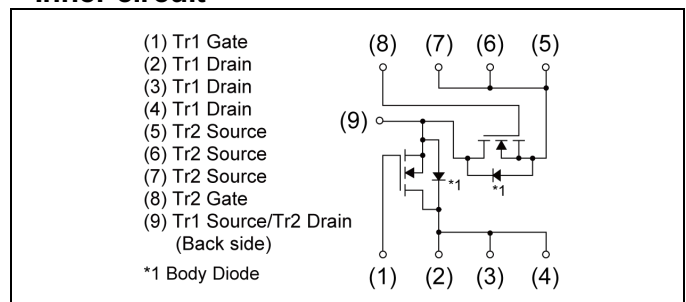 Inner circuit
(1) Tr1 Gate
(2) Tr1 Drain
(3) Tr1 Drain
(4) Tr1 Drain
(5) Tr2 Source
(6) Tr2 Source
(7) Tr2 Source
(8) Tr2 Gate
(9) Tr1 Source/Tr2 Drain
(Back side)
*1 Body Diode
(8) (7) (6) (5)
(9)
*1
*1
(1) (2) (3) (4)